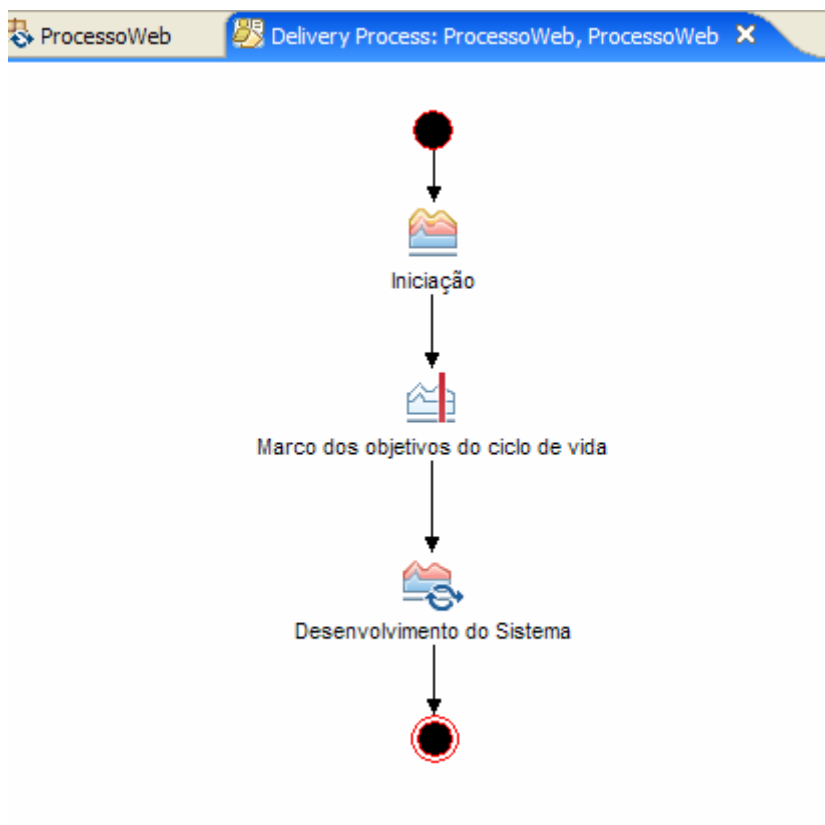 ProcessoWeb
Delivery Process: ProcessoWeb, ProcessoWeb
Iniciação
Marco dos objetivos do ciclo de vida
Desenvolvimento do Sistema